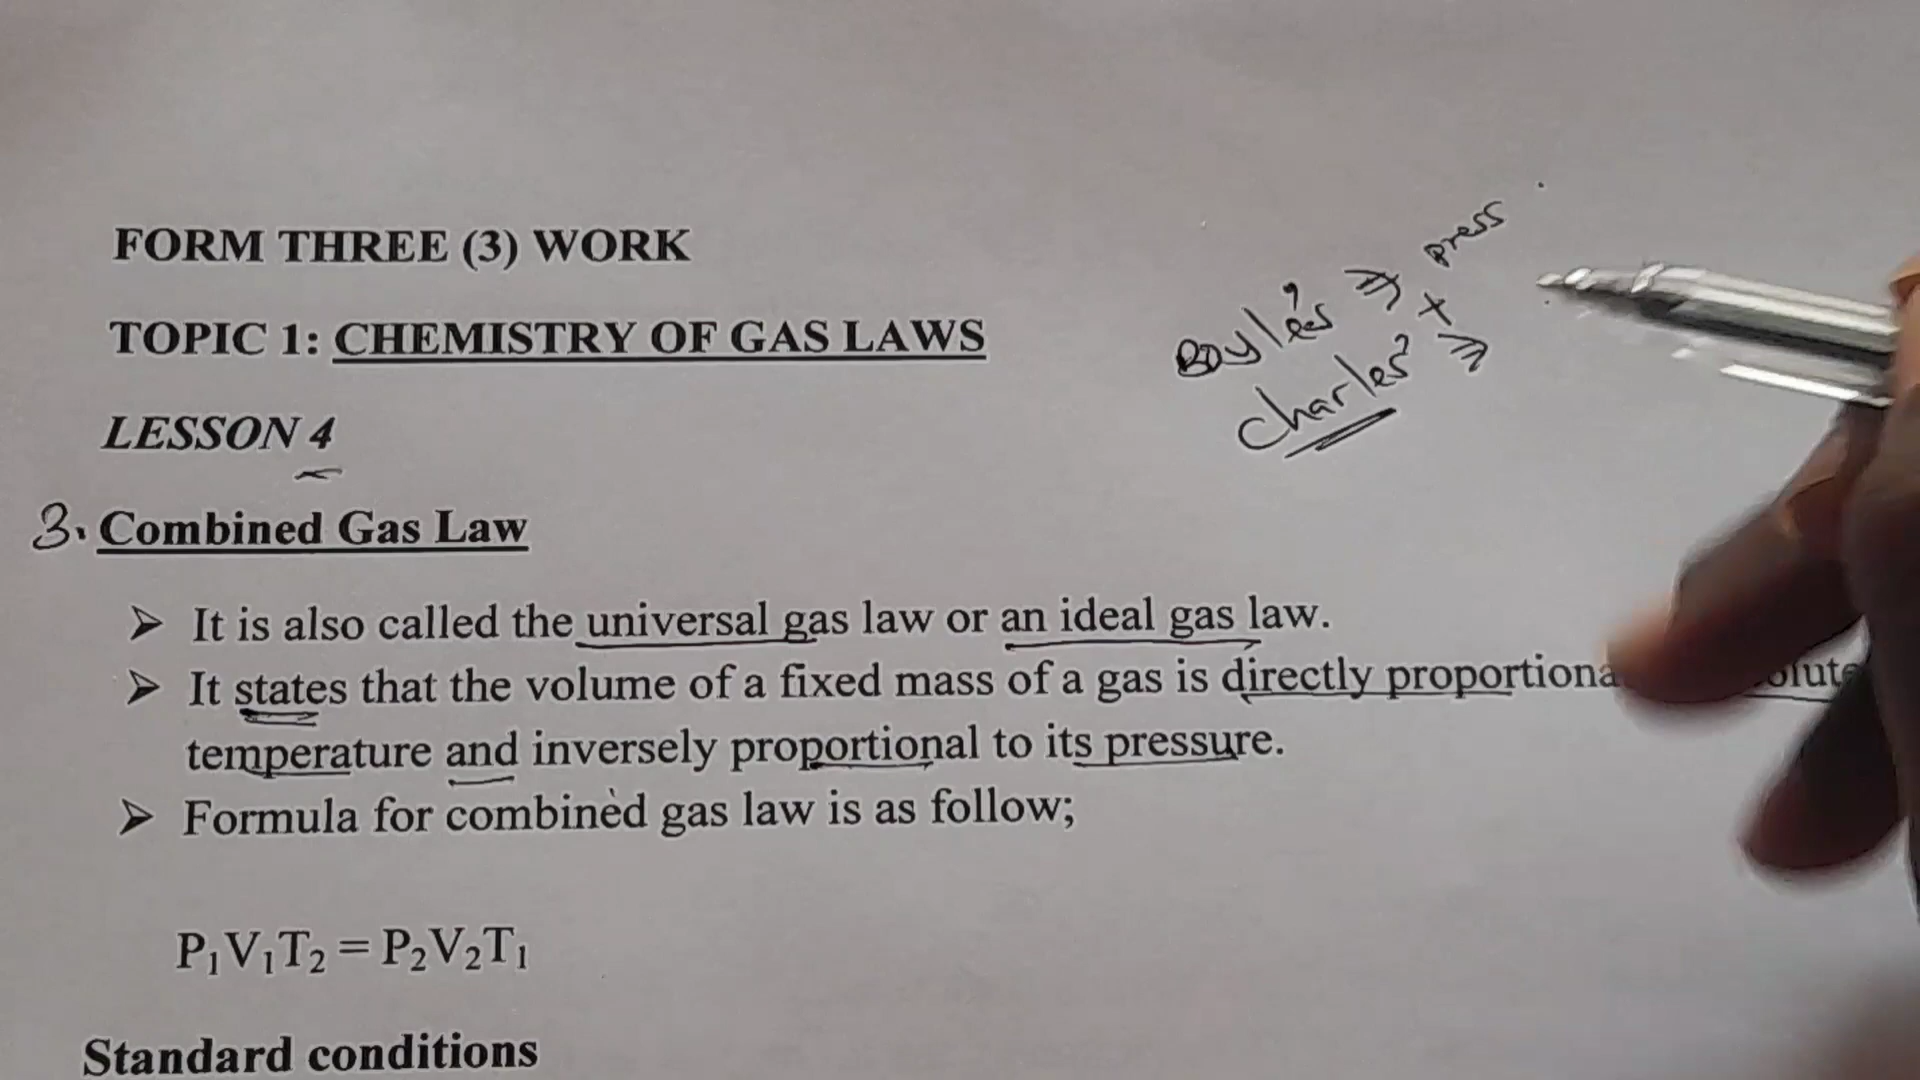 FORM THREE (3) WORK
TOPIC 1: CHEMISTRY OF GAS LAWS
LESSON 4
Boyle's ⇒ press
+
Charles' ⇒
3. Combined Gas Law
➤ It is also called the universal gas law or an ideal gas law.
➤ It states that the volume of a fixed mass of a gas is directly proportiona
temperature and inversely proportional to its pressure.
➤ Formula for combined gas law is as follow;
P₁V₁T₂ = P₂V₂T₁
Standard conditions